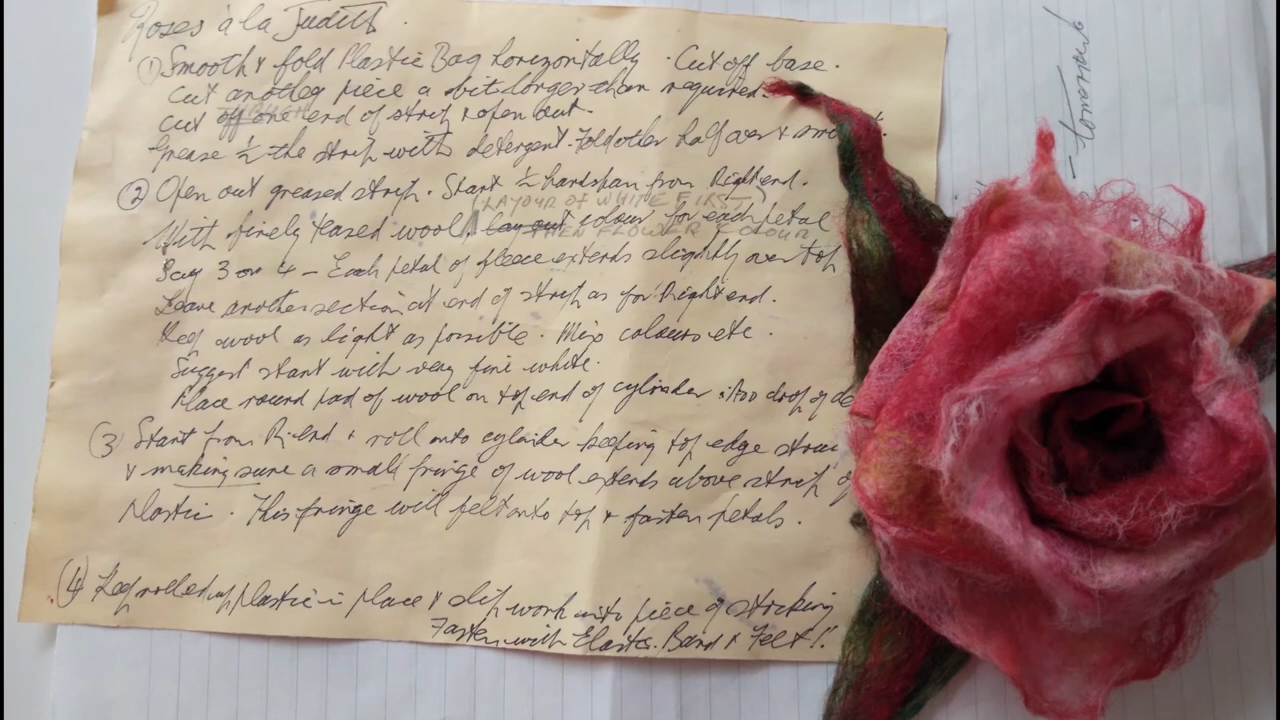 Roses à la Judith
① Smooth & fold Plastic Bag horizontally. Cut off base.
Cut another piece a bit longer than required.
Cut off one end of strip & open out.
Grease ½ the strip with detergent. Fold other half over &
② Open out greased strip. Start ½ handspan from Right end.
(LAYOUR OF WHITE FIRST)
With finely teased wool, lay out colour for each petal
THEN FLOWER COLOUR
Say 3 or 4 – Each petal of fleece extends slightly over top
Leave another section at end of strip as for Right end.
Keep wool as light as possible. Mix colours etc.
Suggest start with very fine white.
Place round pad of wool on top end of cylinder : Also drop of de
③ Start from R. End & roll onto cylinder keeping top edge
& making sure a small fringe of wool extends above strip of
Plastic. This fringe will felt onto top & fasten petals.
④ Keep rolled up plastic in place & slip work into piece of stocking
Fasten with Elastic Band & Felt!!
tomorrow